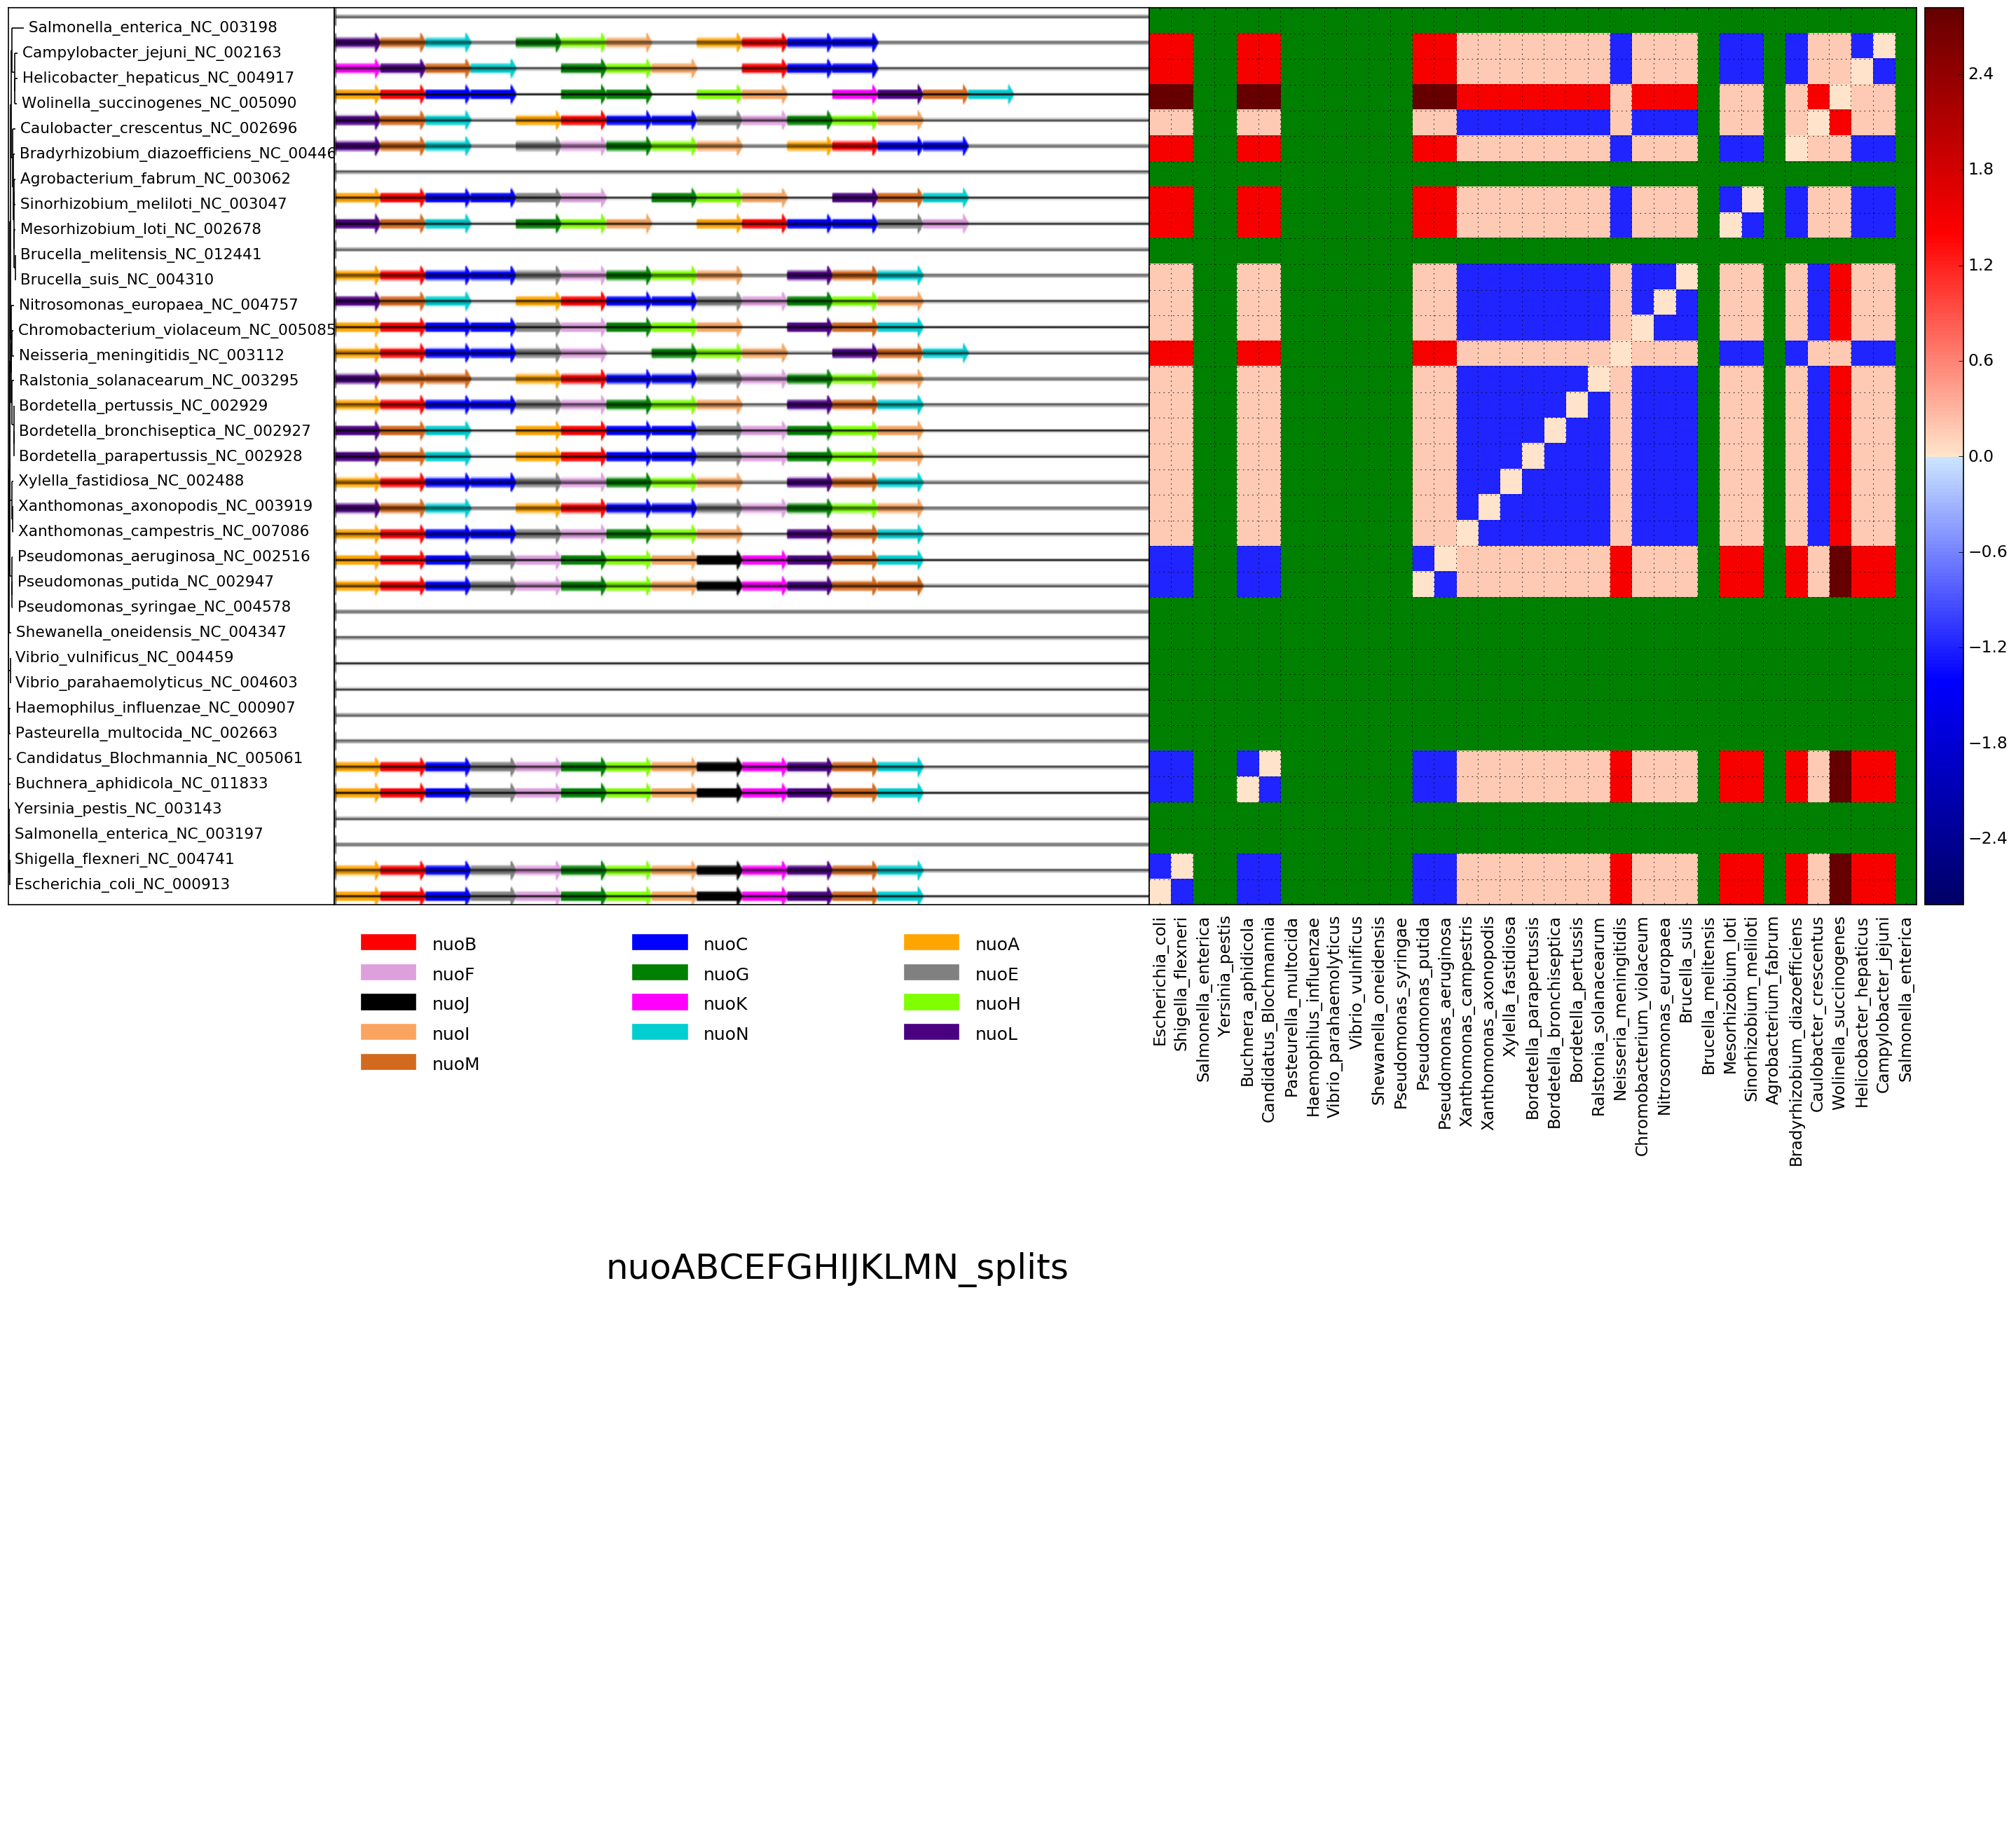 Salmonella_enterica_NC_003198
Campylobacter_jejuni_NC_002163
Helicobacter_hepaticus_NC_004917
Wolinella_succinogenes_NC_005090
Caulobacter_crescentus_NC_002696
Bradyrhizobium_diazoefficiens_NC_00446
Agrobacterium_fabrum_NC_003062
Sinorhizobium_meliloti_NC_003047
Mesorhizobium_loti_NC_002678
Brucella_melitensis_NC_012441
Brucella_suis_NC_004310
Nitrosomonas_europaea_NC_004757
Chromobacterium_violaceum_NC_005085
Neisseria_meningitidis_NC_003112
Ralstonia_solanacearum_NC_003295
Bordetella_pertussis_NC_002929
Bordetella_bronchiseptica_NC_002927
Bordetella_parapertussis_NC_002928
Xylella_fastidiosa_NC_002488
Xanthomonas_axonopodis_NC_003919
Xanthomonas_campestris_NC_007086
Pseudomonas_aeruginosa_NC_002516
Pseudomonas_putida_NC_002947
Pseudomonas_syringae_NC_004578
Shewanella_oneidensis_NC_004347
Vibrio_vulnificus_NC_004459
Vibrio_parahaemolyticus_NC_004603
Haemophilus_influenzae_NC_000907
Pasteurella_multocida_NC_002663
Candidatus_Blochmannia_NC_005061
Buchnera_aphidicola_NC_011833
Yersinia_pestis_NC_003143
Salmonella_enterica_NC_003197
Shigella_flexneri_NC_004741
Escherichia_coli_NC_000913
2.4
1.8
1.2
0.6
0.0
−0.6
−1.2
−1.8
−2.4
Escherichia_coli
Shigella_flexneri
Salmonella_enterica
Yersinia_pestis
Buchnera_aphidicola
Candidatus_Blochmannia
Pasteurella_multocida
Haemophilus_influenzae
Vibrio_parahaemolyticus
Vibrio_vulnificus
Shewanella_oneidensis
Pseudomonas_syringae
Pseudomonas_putida
Pseudomonas_aeruginosa
Xanthomonas_campestris
Xanthomonas_axonopodis
Xylella_fastidiosa
Bordetella_parapertussis
Bordetella_bronchiseptica
Bordetella_pertussis
Ralstonia_solanacearum
Neisseria_meningitidis
Chromobacterium_violaceum
Nitrosomonas_europaea
Brucella_suis
Brucella_melitensis
Mesorhizobium_loti
Sinorhizobium_meliloti
Agrobacterium_fabrum
Bradyrhizobium_diazoefficiens
Caulobacter_crescentus
Wolinella_succinogenes
Helicobacter_hepaticus
Campylobacter_jejuni
Salmonella_enterica
nuoB nuoC nuoA
nuoF nuoG nuoE
nuoJ nuoK nuoH
nuoI nuoN nuoL
nuoM
nuoABCEFGHIJKLMN_splits